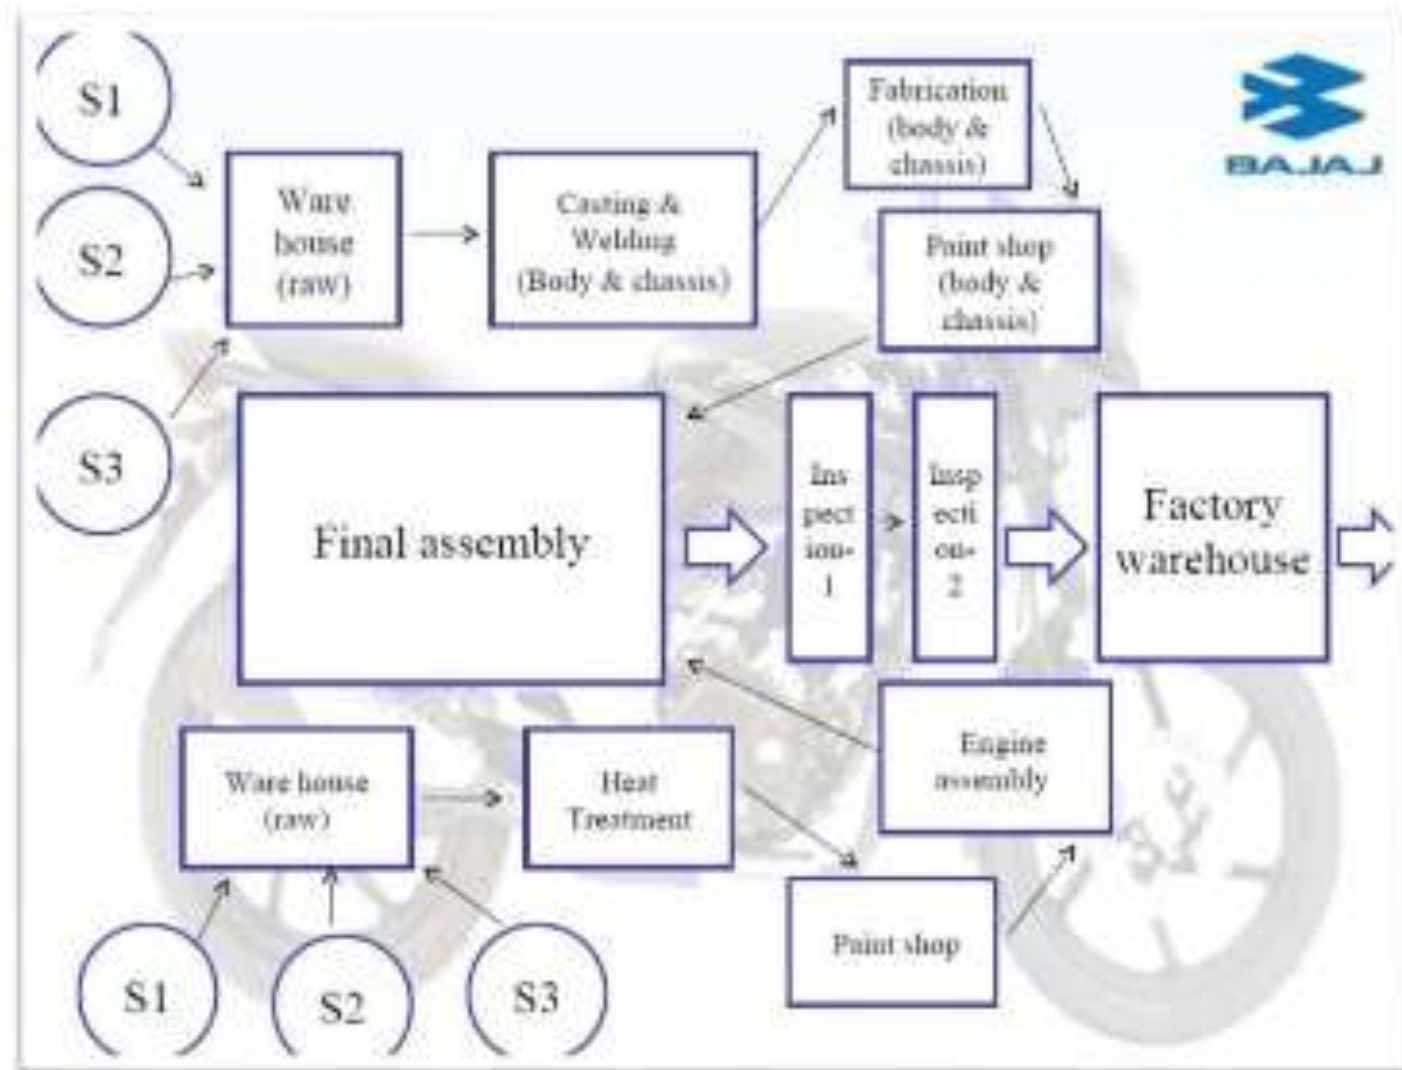 S1
S2
S3
Ware
house
(raw)
Casting &
Welding
(Body & chassis)
Fabrication
(body &
chassis)
BAJAJ
Paint shop
(body &
chassis)
Final assembly
Ins
pect
ion-
1
Insp
ecti
on-
2
Factory
warehouse
Ware house
(raw)
Heat
Treatment
Engine
assembly
Paint shop
S1
S2
S3